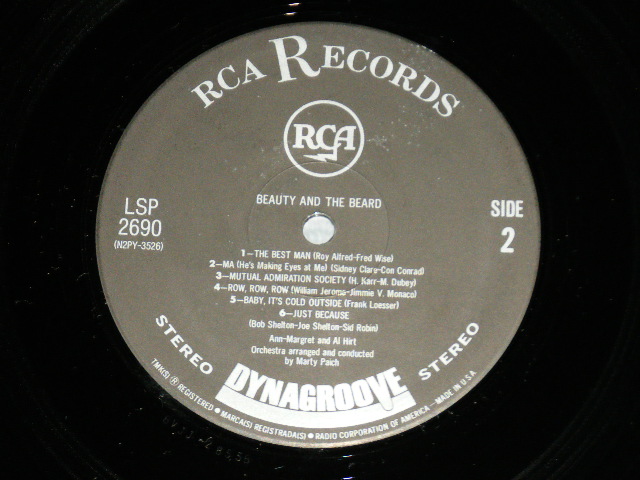 RCA RECORDS
RCA
BEAUTY AND THE BEARD
LSP
2690
(N2PY-3526)
SIDE
2
1—THE BEST MAN (Roy Alfred-Fred Wise)
2—MA (He's Making Eyes at Me) (Sidney Clare-Con Conrad)
3—MUTUAL ADMIRATION SOCIETY (H. Karr-M. Dubey)
4—ROW, ROW, ROW (William Jerome-Jimmie V. Monaco)
5—BABY, IT'S COLD OUTSIDE (Frank Loesser)
6—JUST BECAUSE
(Bob Shelton-Joe Shelton-Sid Robin)
Ann-Margret and Al Hirt
Orchestra arranged and conducted
by Marty Paich
STEREO
DYNAGROOVE
STEREO
TMK(S) ® REGISTERED • MARCA(S) REGISTRADA(S) • RADIO CORPORATION OF AMERICA – MADE IN U.S.A.